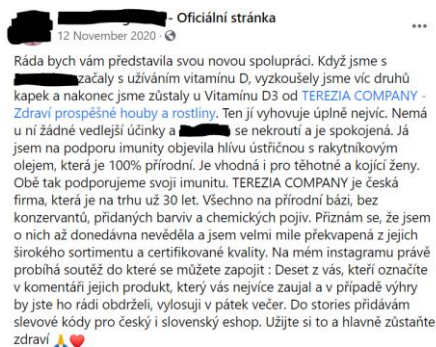 - Oficiální stránka
12 November 2020 ·
Ráda bych vám představila svou novou spolupráci. Když jsme s
začaly s užíváním vitamínu D, vyzkoušely jsme víc druhů
kapek a nakonec jsme zůstaly u Vitamínu D3 od TEREZIA COMPANY -
Zdraví prospěšné houby a rostliny. Ten jí vyhovuje úplně nejvíc. Nemá
u ní žádné vedlejší účinky a se nekroutí a je spokojená. Já
jsem na podporu imunity objevila hlívu ústřičnou s rakytníkovým
olejem, která je 100% přírodní. Je vhodná i pro těhotné a kojící ženy.
Obě tak podporujeme svoji imunitu. TEREZIA COMPANY je česká
firma, která je na trhu už 30 let. Všechno na přírodní bázi, bez
konzervantů, přidaných barviv a chemických pojiv. Přiznám se, že jsem
o nich až donedávna nevěděla a jsem velmi mile překvapená z jejich
širokého sortimentu a certifikované kvality. Na mém instagramu právě
probíhá soutěž do které se můžete zapojit : Deset z vás, kteří označíte
v komentáři jejich produkt, který vás nejvíce zaujal a v případě výhry
by jste ho rádi obdrželi, vylosuji v pátek večer. Do stories přidávám
slevové kódy pro český i slovenský eshop. Užijte si to a hlavně zůstaňte
zdraví 🙏❤️